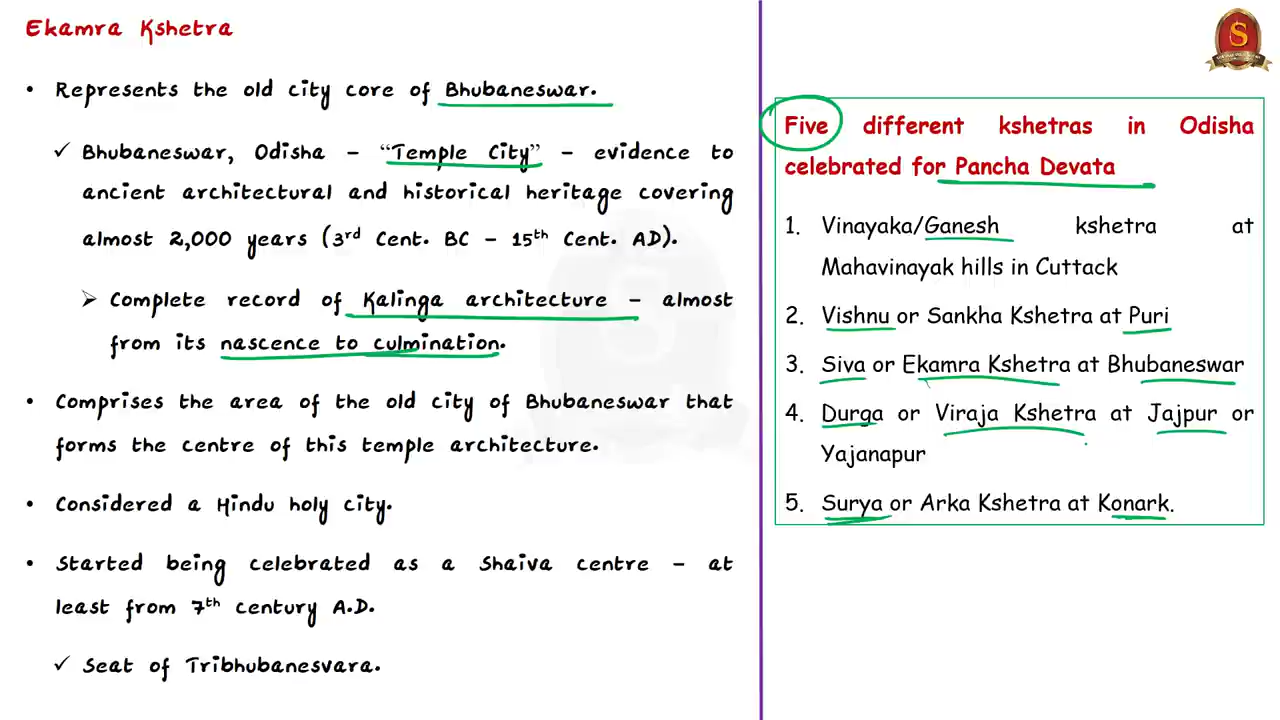 Ekamra Kshetra
• Represents the old city core of Bhubaneswar.
✓ Bhubaneswar, Odisha – “Temple City” – evidence to
ancient architectural and historical heritage covering
almost 2,000 years (3rd Cent. BC – 15th Cent. AD).
➢ Complete record of Kalinga architecture – almost
from its nascence to culmination.
• Comprises the area of the old city of Bhubaneswar that
forms the centre of this temple architecture.
• Considered a Hindu holy city.
• Started being celebrated as a Shaiva centre – at
least from 7th century A.D.
✓ Seat of Tribhubanesvara.
S
Five different kshetras in Odisha
celebrated for Pancha Devata
1. Vinayaka/Ganesh kshetra at
Mahavinayak hills in Cuttack
2. Vishnu or Sankha Kshetra at Puri
3. Siva or Ekamra Kshetra at Bhubaneswar
4. Durga or Viraja Kshetra at Jajpur or
Yajanapur
5. Surya or Arka Kshetra at Konark.